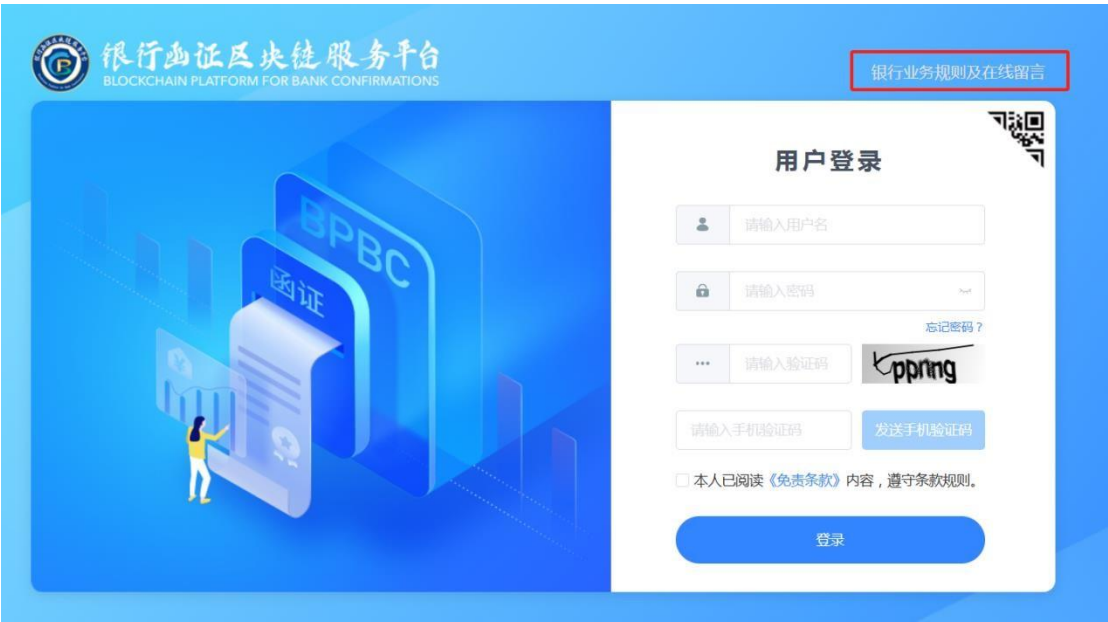 银行函证区块链服务平台
BLOCKCHAIN PLATFORM FOR BANK CONFIRMATIONS
银行业务规则及在线留言
BPBC
函证
用户登录
请输入用户名
请输入密码
忘记密码？
请输入验证码
请输入手机验证码
发送手机验证码
本人已阅读《免责条款》内容，遵守条款规则。
登录